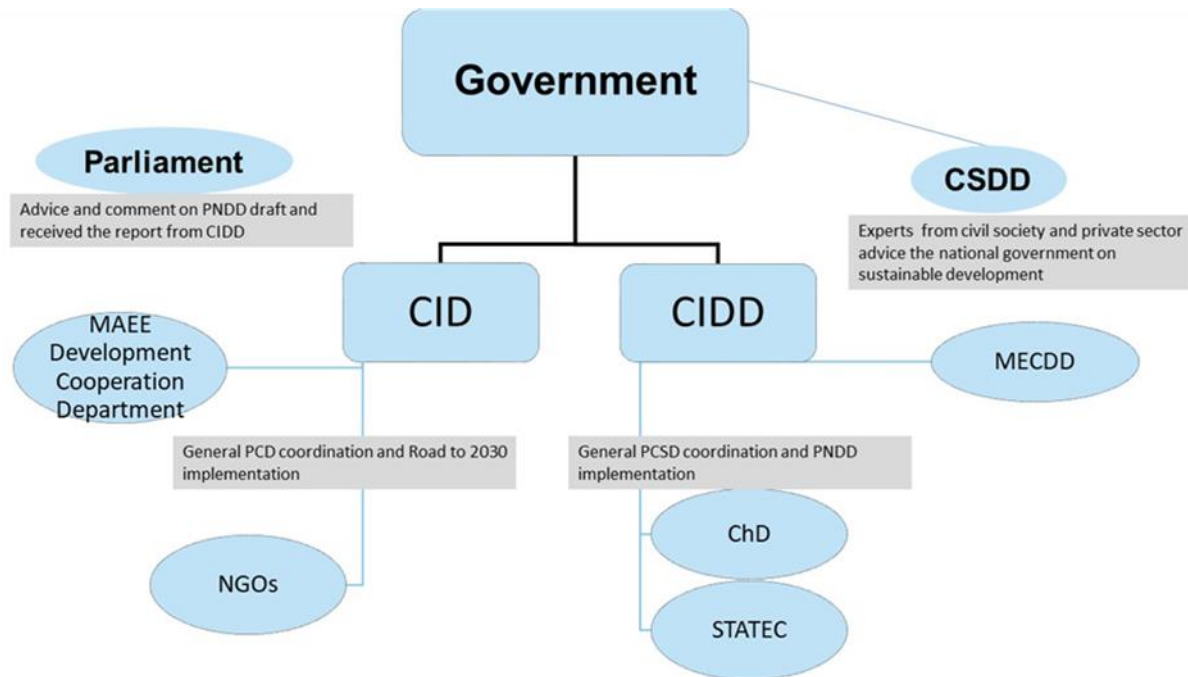 Government
Parliament
Advice and comment on PNDD draft and
received the report from CIDD
CSDD
Experts from civil society and private sector
advice the national government on
sustainable development
CID
CIDD
MAEE
Development
Cooperation
Department
MECDD
General PCD coordination and Road to 2030
implementation
General PCSD coordination and PNDD
implementation
NGOs
ChD
STATEC